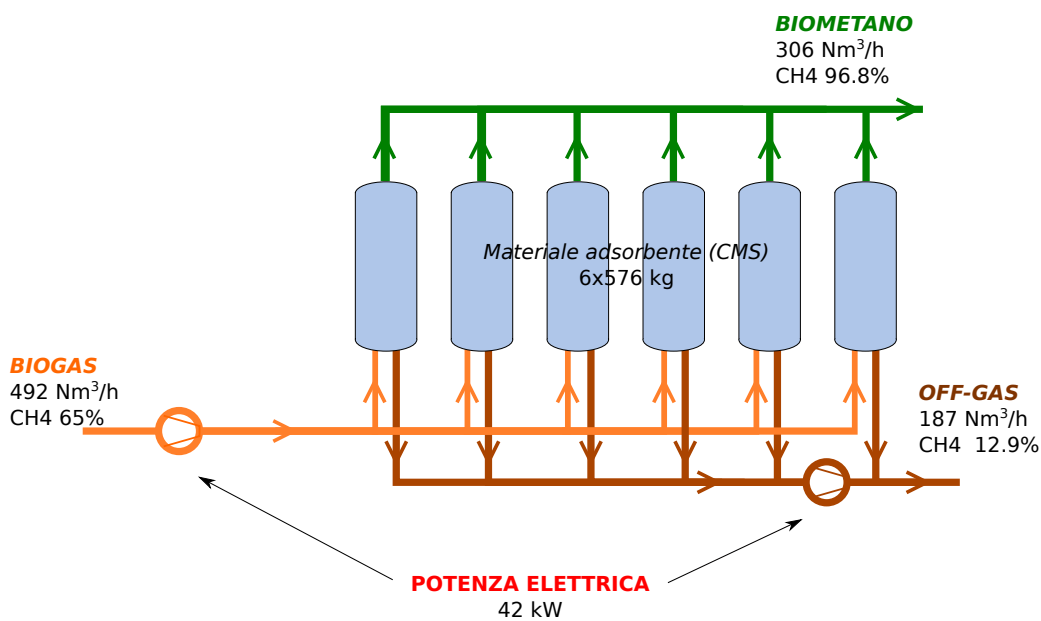 BIOMETANO
306 Nm³/h
CH4 96.8%
Materiale adsorbente (CMS)
6x576 kg
BIOGAS
492 Nm³/h
CH4 65%
OFF-GAS
187 Nm³/h
CH4  12.9%
POTENZA ELETTRICA
42 kW